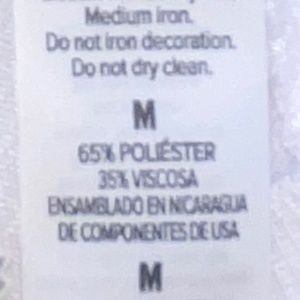 Medium iron.
Do not iron decoration.
Do not dry clean.
M
65% POLIÉSTER
35% VISCOSA
ENSAMBLADO EN NICARAGUA
DE COMPONENTES DE USA
M